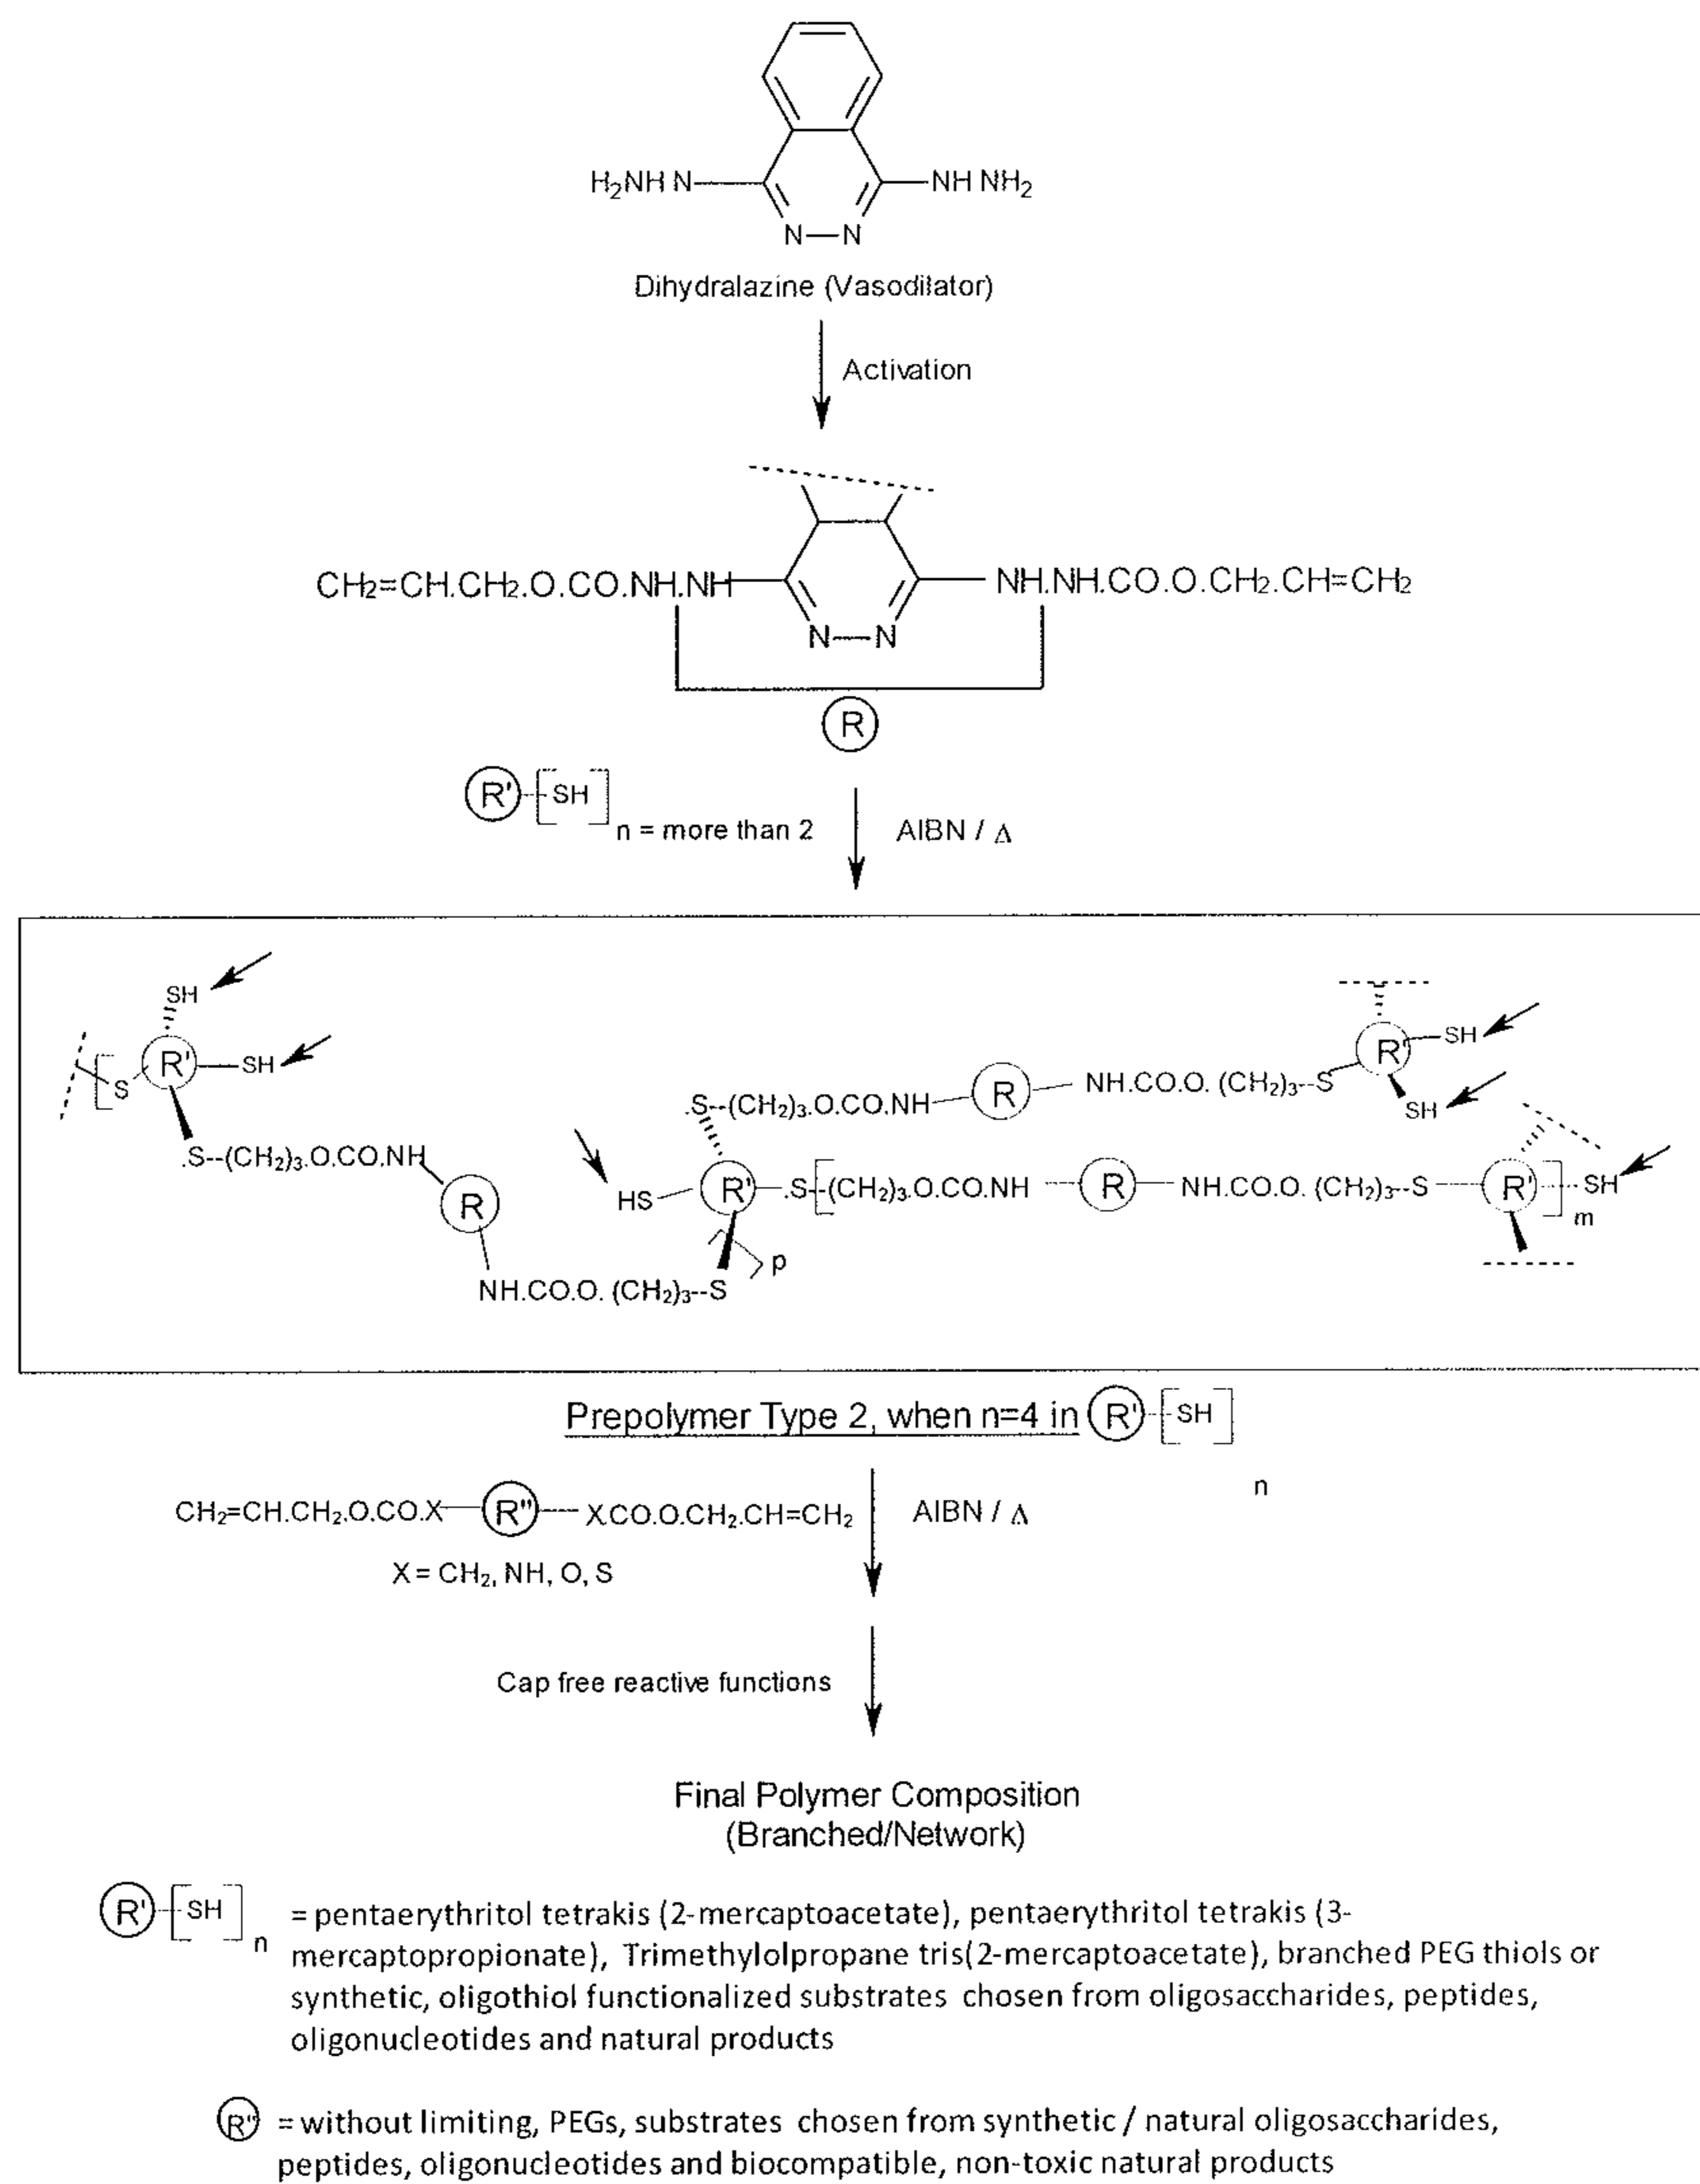 H₂NH N NH NH₂
N—N
Dihydralazine (Vasodilator)
Activation
CH₂=CH.CH₂.O.CO.NH.NH NH.NH.CO.O.CH₂.CH=CH₂
N—N
R
R' [SH]
n = more than 2 AIBN / Δ
SH
R' SH
S
.S--(CH₂)₃.O.CO.NH
R
NH.CO.O. (CH₂)₃--S
R' SH
SH
.S--(CH₂)₃.O.CO.NH R NH.CO.O. (CH₂)₃--S
HS R' .S-[-(CH₂)₃.O.CO.NH R NH.CO.O. (CH₂)₃--S R' ] SH
m
p
NH.CO.O. (CH₂)₃--S
Prepolymer Type 2, when n=4 in R' [SH]
n
CH₂=CH.CH₂.O.CO.X R" X.CO.O.CH₂.CH=CH₂ AIBN / Δ
X = CH₂, NH, O, S
Cap free reactive functions
Final Polymer Composition
(Branched/Network)
R' [SH] n = pentaerythritol tetrakis (2-mercaptoacetate), pentaerythritol tetrakis (3-
mercaptopropionate), Trimethylolpropane tris(2-mercaptoacetate), branched PEG thiols or
synthetic, oligothiol functionalized substrates chosen from oligosaccharides, peptides,
oligonucleotides and natural products
R" = without limiting, PEGs, substrates chosen from synthetic / natural oligosaccharides,
peptides, oligonucleotides and biocompatible, non-toxic natural products